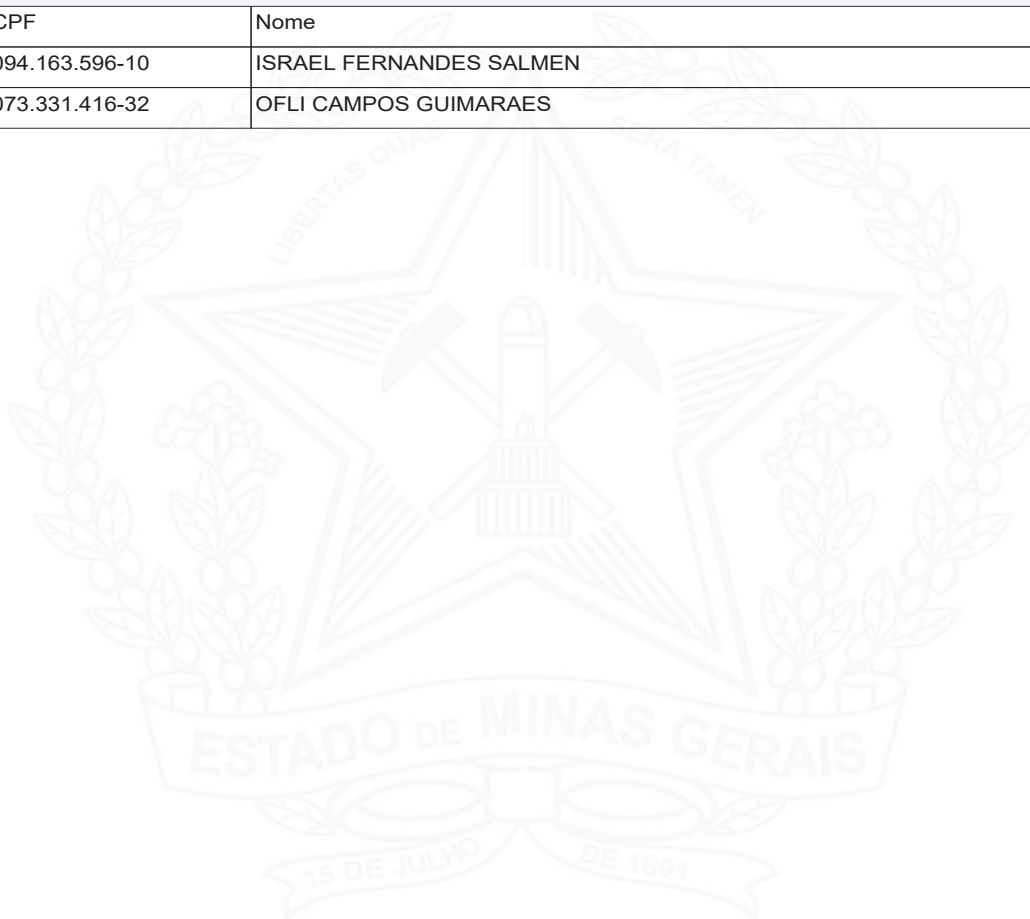 CPF Nome
094.163.596-10 ISRAEL FERNANDES SALMEN
073.331.416-32 OFLI CAMPOS GUIMARAES
LIBERTAS QUAE SERA TAMEN
ESTADO DE MINAS GERAIS
15 DE JULHO DE 1891